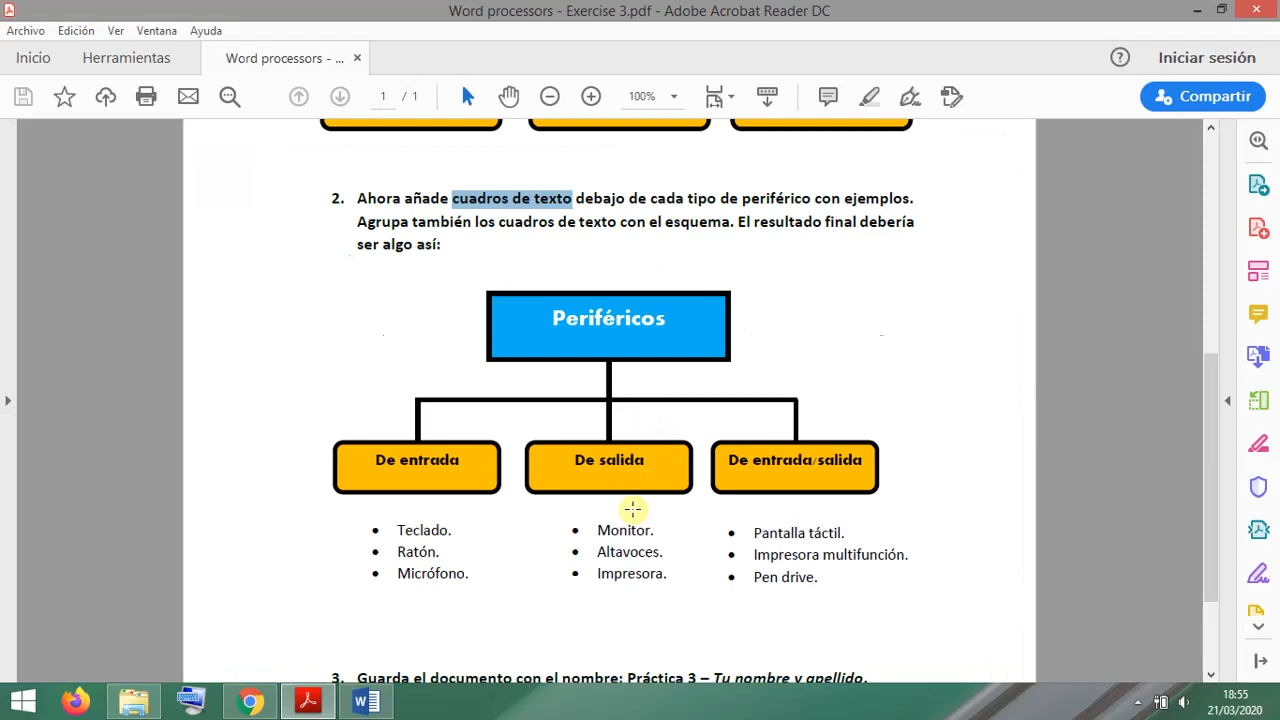 Word processors - Exercise 3.pdf - Adobe Acrobat Reader DC
Archivo Edición Ver Ventana Ayuda
Inicio Herramientas Word processors - ... × Iniciar sesión
1 / 1 100% Compartir
2. Ahora añade cuadros de texto debajo de cada tipo de periférico con ejemplos.
Agrupa también los cuadros de texto con el esquema. El resultado final debería
ser algo así:
Periféricos
De entrada De salida De entrada/salida
• Teclado.
• Ratón.
• Micrófono.
• Monitor.
• Altavoces.
• Impresora.
• Pantalla táctil.
• Impresora multifunción.
• Pen drive.
3. Guarda el documento con el nombre: Práctica 3 – Tu nombre y apellido.
18:55
21/03/2020